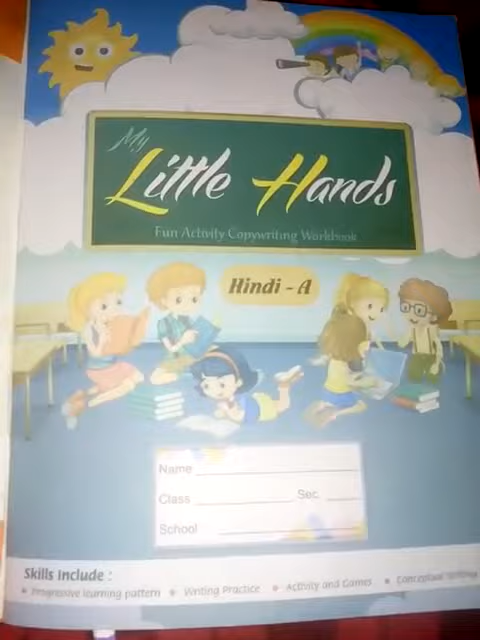 My
Little Hands
Fun Activity Copywriting Workbook
Hindi - A
Name
Class Sec.
School
Skills Include :
Progressive learning pattern Writing Practice Activity and Games Conceptual